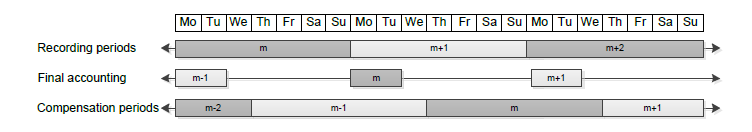 Mo Tu We Th Fr Sa Su Mo Tu We Th Fr Sa Su Mo Tu We Th Fr Sa Su
Recording periods m m+1 m+2
Final accounting m-1 m m+1
Compensation periods m-2 m-1 m m+1